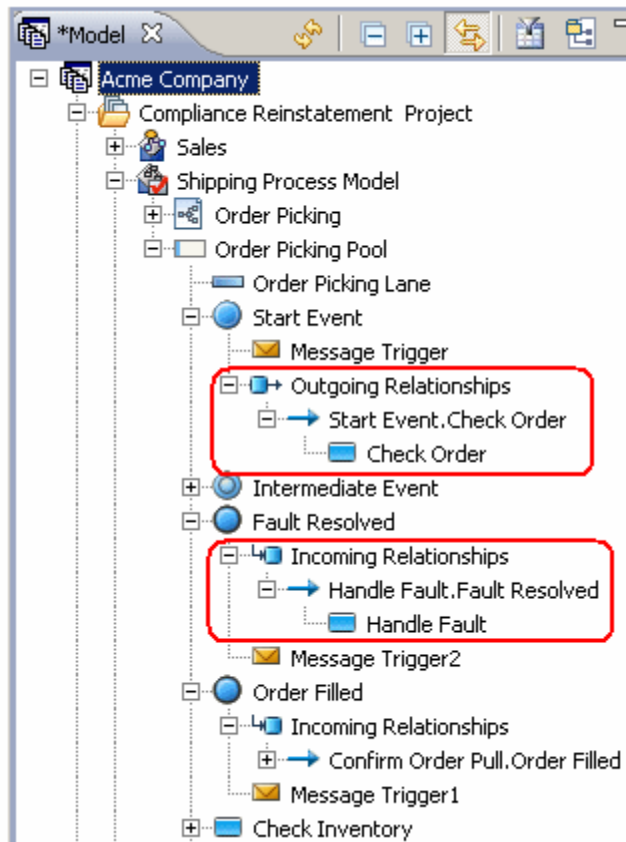 *Model
Acme Company
Compliance Reinstatement Project
Sales
Shipping Process Model
Order Picking
Order Picking Pool
Order Picking Lane
Start Event
Message Trigger
Outgoing Relationships
Start Event.Check Order
Check Order
Intermediate Event
Fault Resolved
Incoming Relationships
Handle Fault.Fault Resolved
Handle Fault
Message Trigger2
Order Filled
Incoming Relationships
Confirm Order Pull.Order Filled
Message Trigger1
Check Inventory